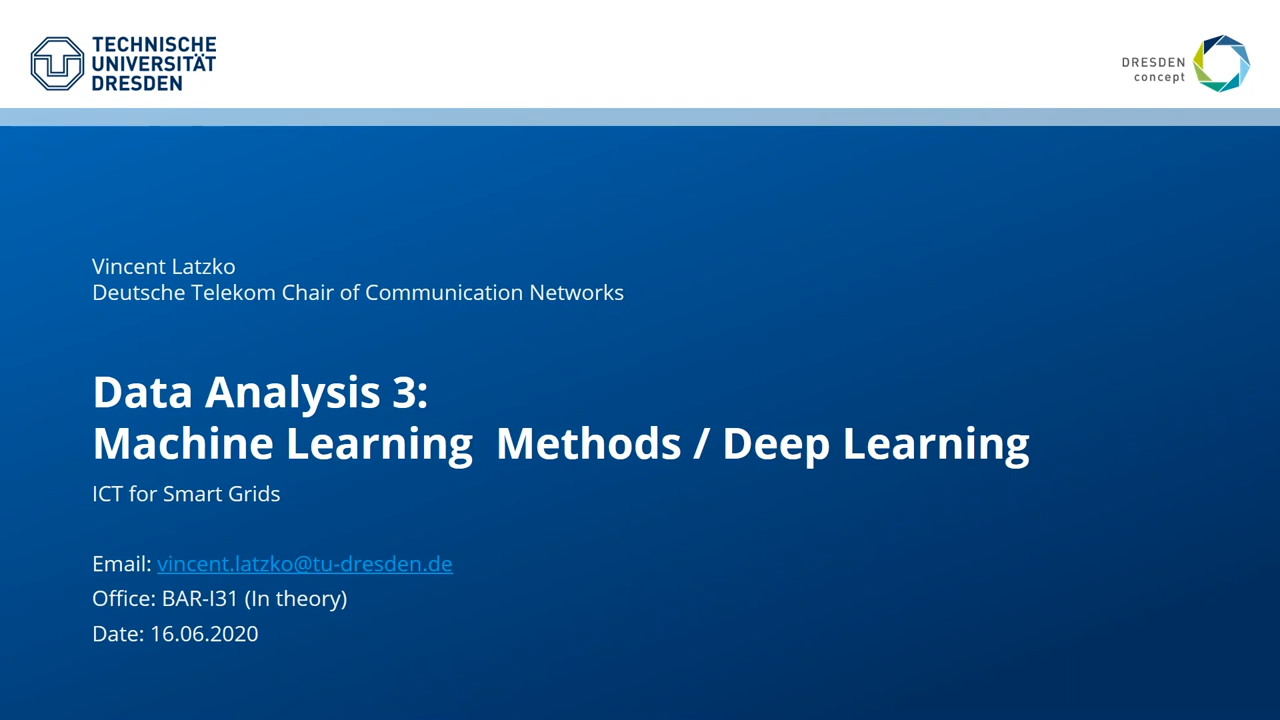 TECHNISCHE
UNIVERSITÄT
DRESDEN
DRESDEN
concept
Vincent Latzko
Deutsche Telekom Chair of Communication Networks
Data Analysis 3:
Machine Learning  Methods / Deep Learning
ICT for Smart Grids
Email: vincent.latzko@tu-dresden.de
Office: BAR-I31 (In theory)
Date: 16.06.2020